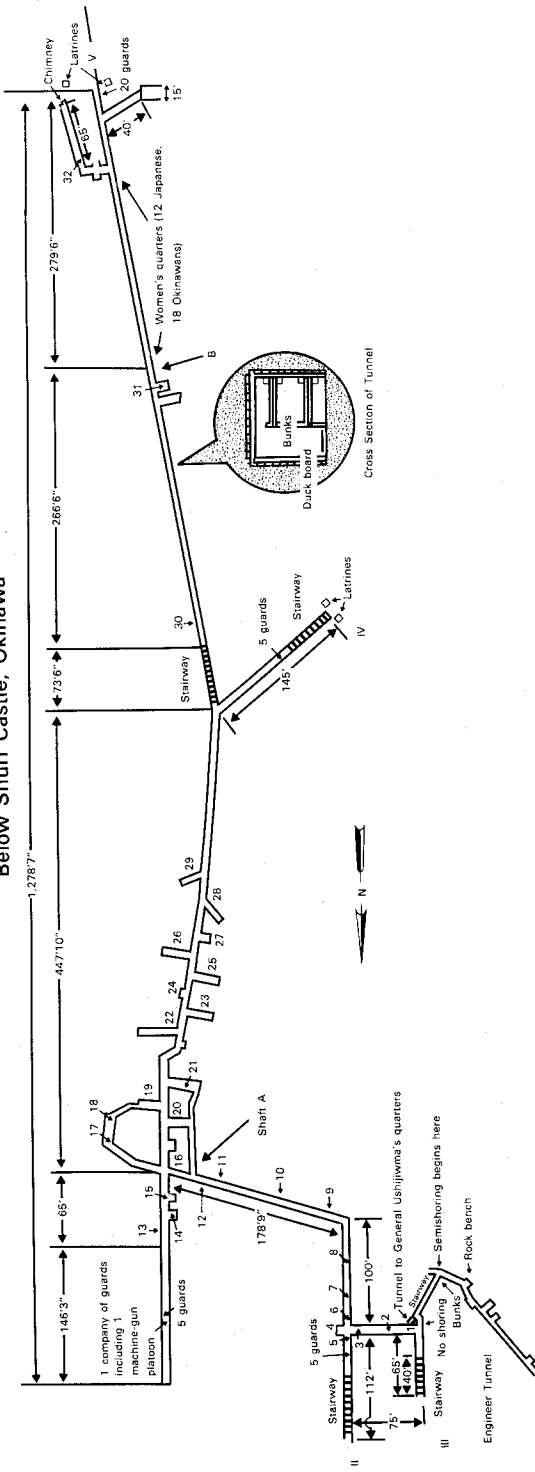 Below Shuri Castle, Okinawa
1,278'7"
146'3"
65'
447'10"
73'6"
266'6"
279'6"
Chimney
Latrines
V
20 guards
15'
40'
65'
32
Women's quarters (12 Japanese,
18 Okinawans)
B
31
Bunks
Duck board
Cross Section of Tunnel
30
Stairway
5 guards
Stairway
Latrines
IV
145'
N
29
28
27
26
25
24
23
22
21
20
19
18
17
16
Shaft A
15
14
13
12
11
10
9
178'9"
1 company of guards
including 1
machine-gun
platoon
5 guards
8
7
6
5
4
3
2
1
100'
5 guards
Stairway
112'
II
75'
65'
40'
Stairway
III
Tunnel to General Ushijiwma's quarters
Stairway
Semishoring begins here
No shoring
Bunks
Rock bench
Engineer Tunnel